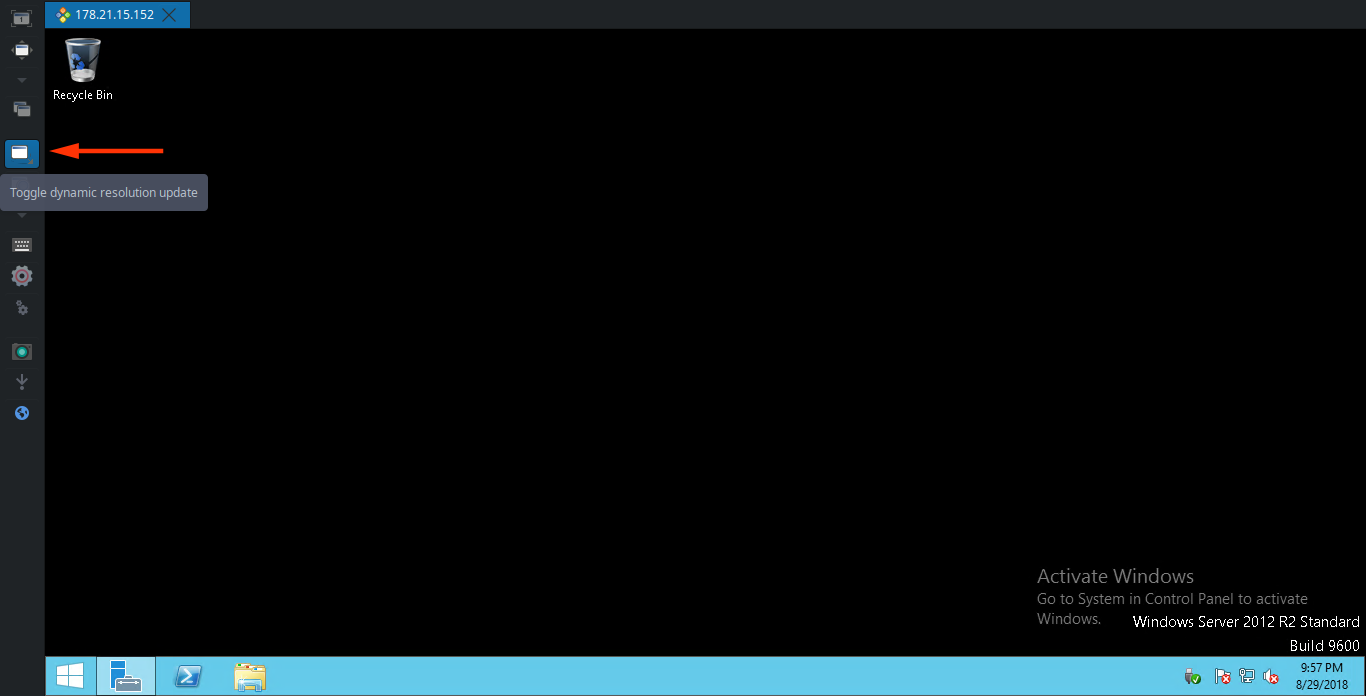 1
178.21.15.152
Recycle Bin
Toggle dynamic resolution update
Activate Windows
Go to System in Control Panel to activate
Windows.
Windows Server 2012 R2 Standard
Build 9600
9:57 PM
8/29/2018